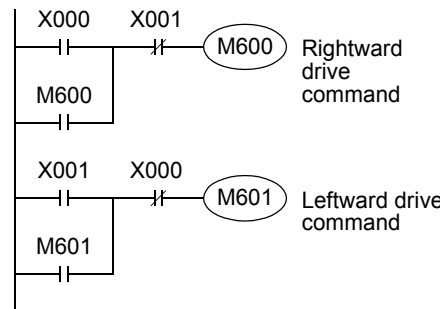 X000 X001
M600 Rightward
drive
command
M600
X001 X000
M601 Leftward drive
command
M601